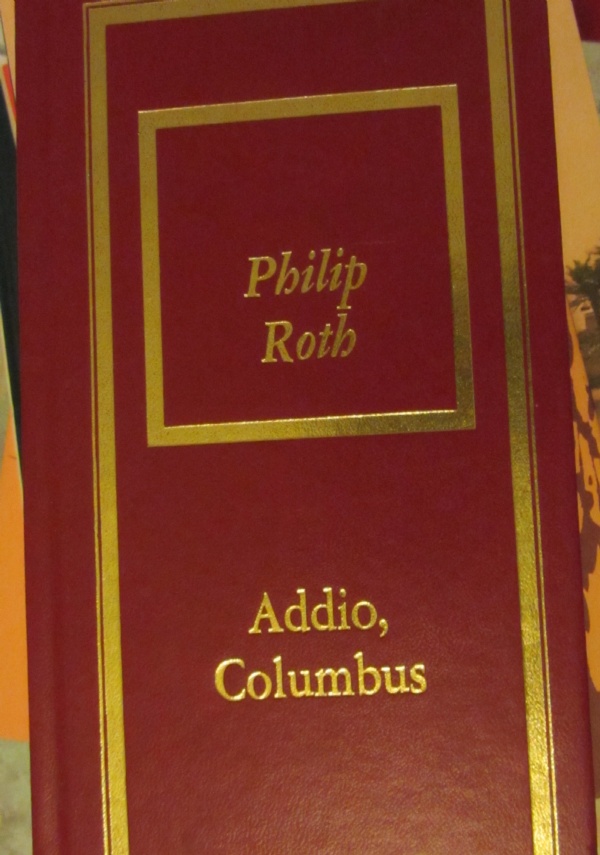 Philip
Roth
Addio,
Columbus